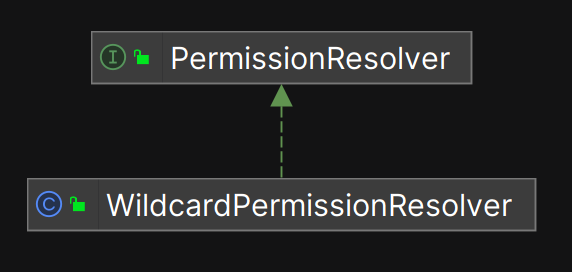 I PermissionResolver
C WildcardPermissionResolver